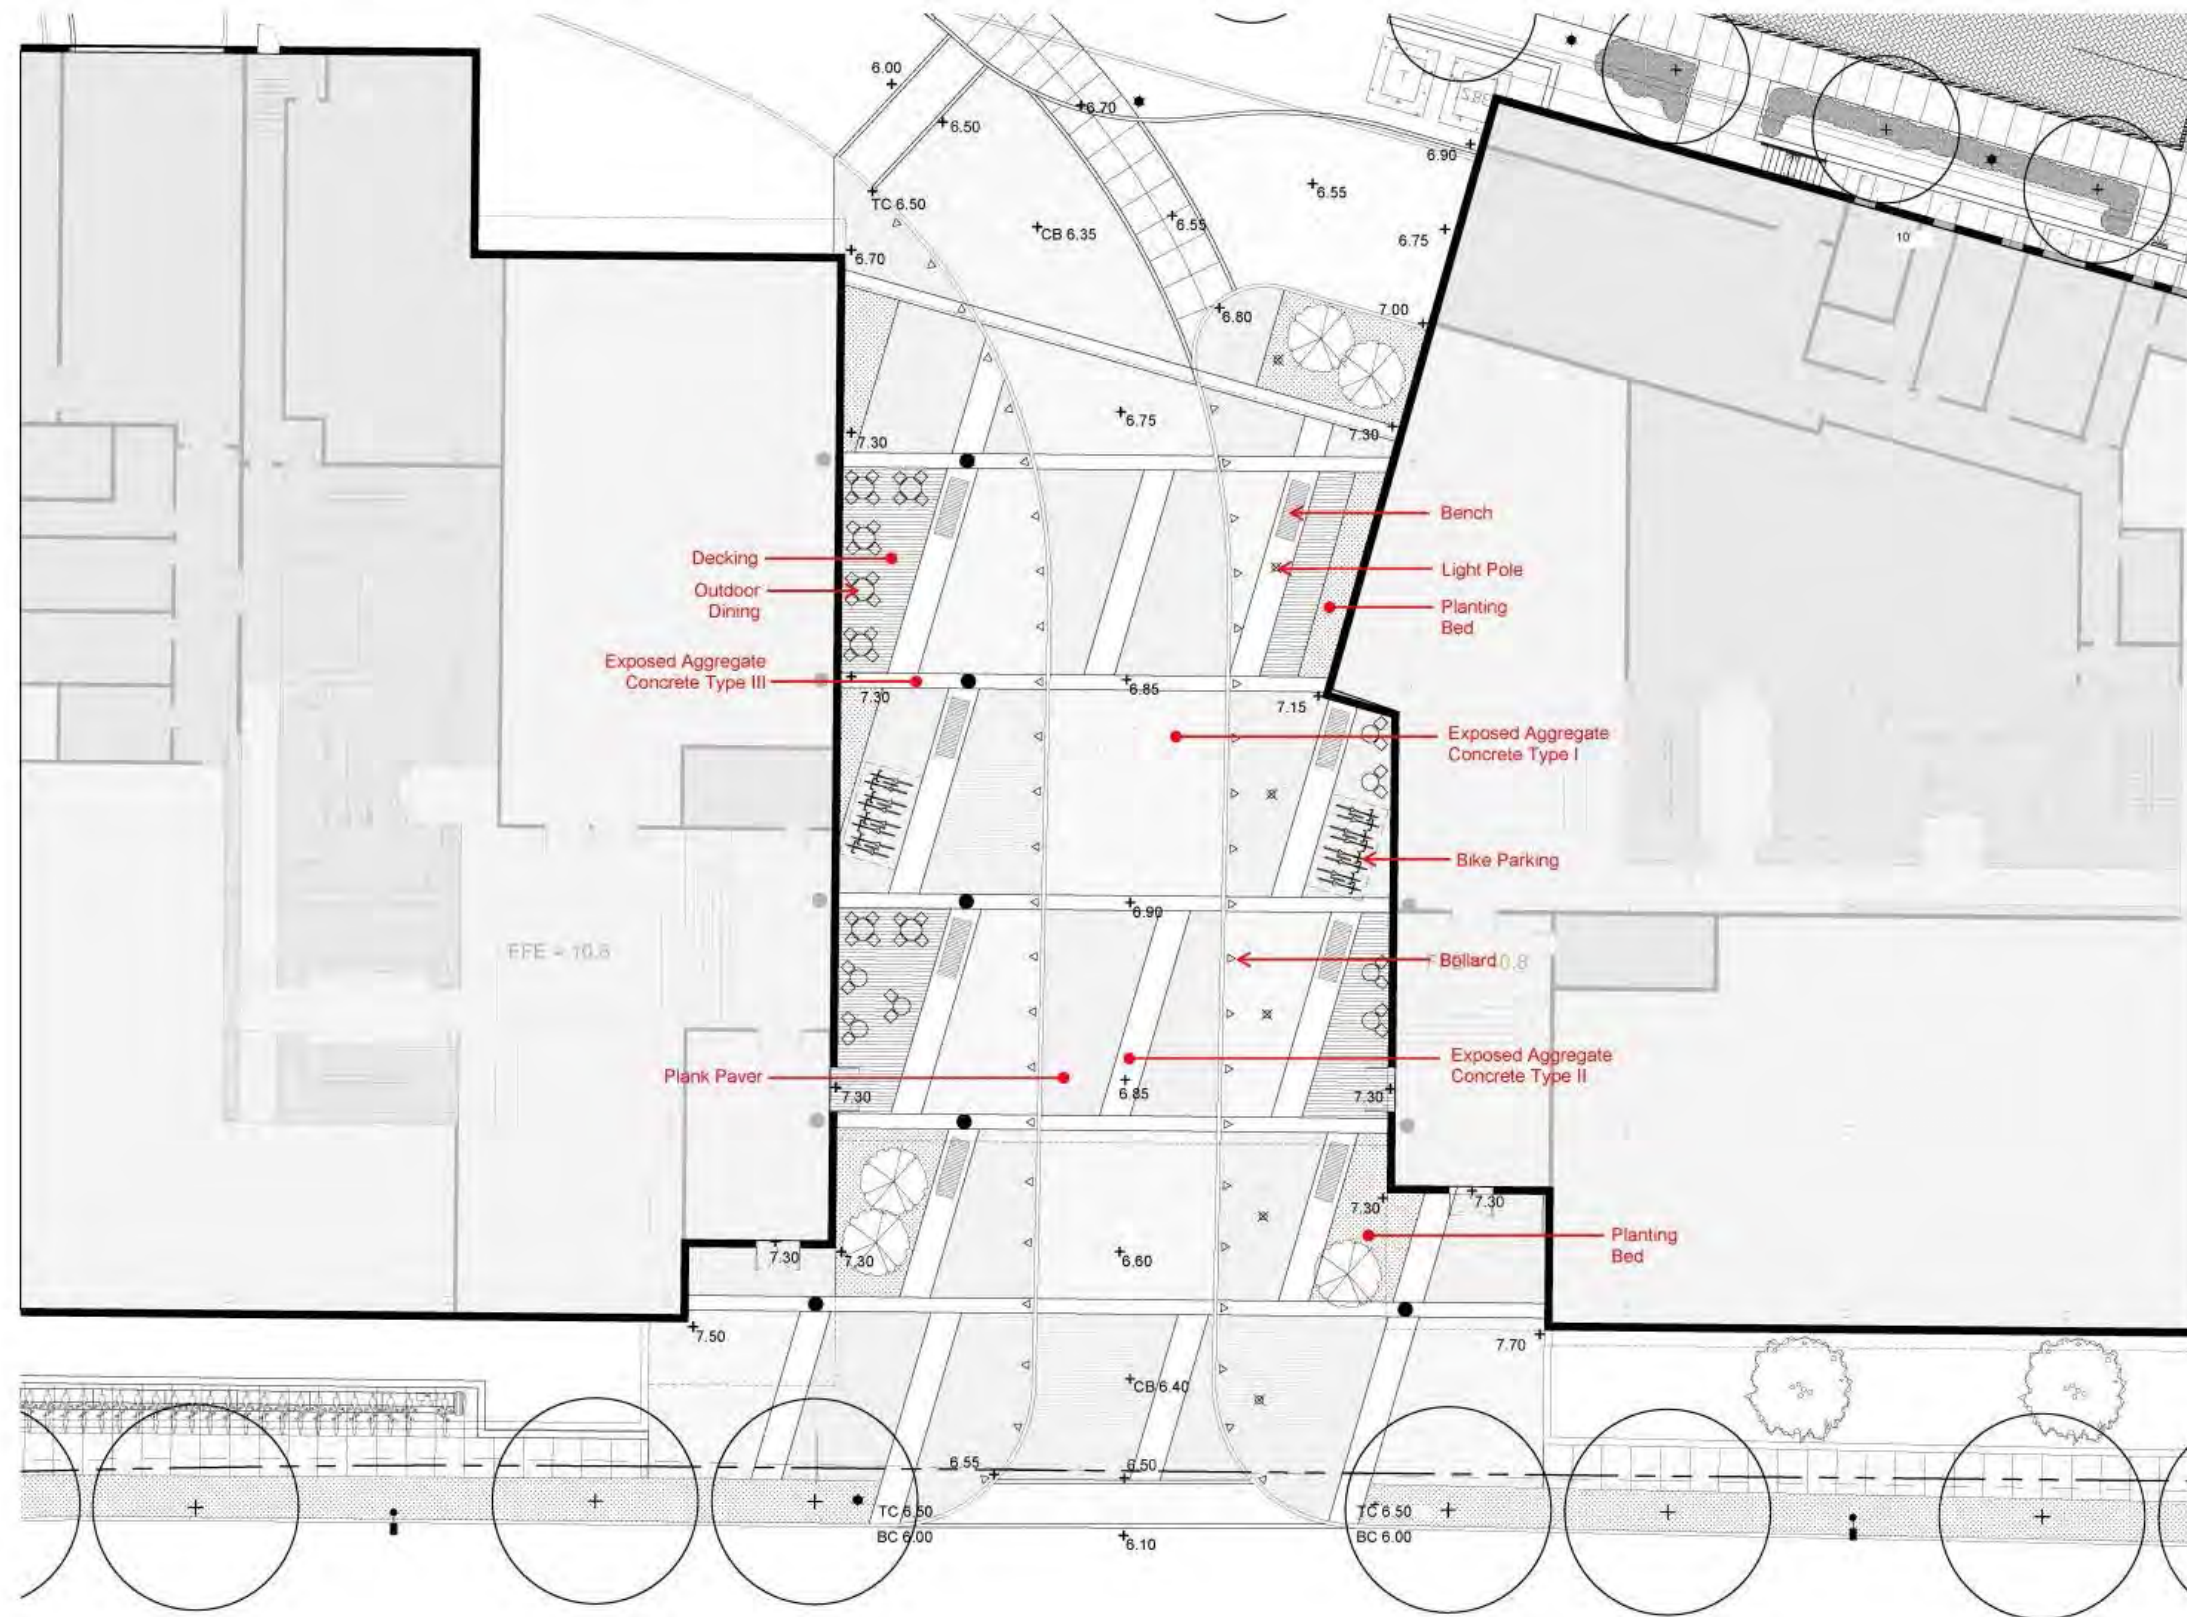 6.00
6.70
6.50
6.90
6.55
TC 6.50
6.55
CB 6.35
6.75
10'
6.70
6.80
7.00
6.75
7.30
7.30
Bench
Decking
Light Pole
Outdoor
Dining
Planting
Bed
Exposed Aggregate
Concrete Type III
7.30
6.85
7.15
Exposed Aggregate
Concrete Type I
Bike Parking
6.90
FFE = 10.8
Bollard
0.8
Exposed Aggregate
Concrete Type II
Plank Paver
6.85
7.30
7.30
7.30
7.30
Planting
Bed
7.30
7.30
6.60
7.50
7.70
CB 6.40
6.55
6.50
TC 6.50
BC 6.00
TC 6.50
BC 6.00
6.10